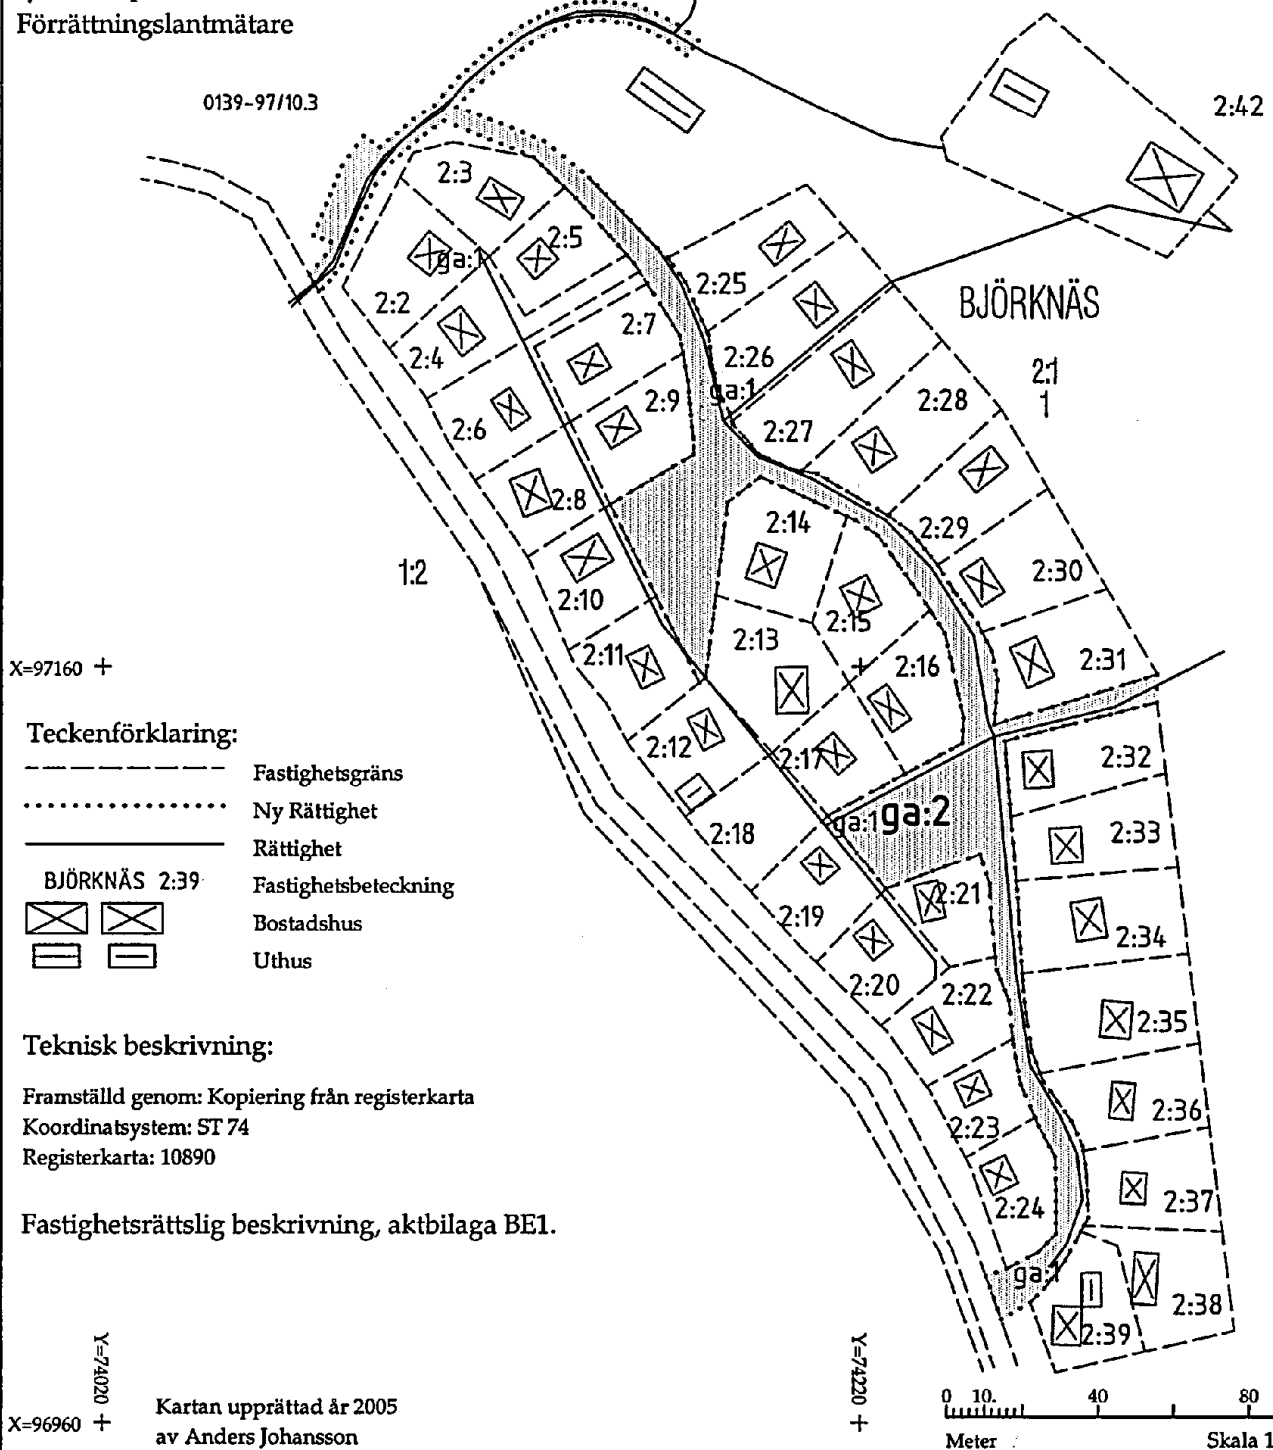 Förrättningslantmätare
0139-97/10.3
2:42
2:3
2:5
ga:1
2:2
2:25
2:7
BJÖRKNÄS
2:4
2:26
2:1
1
2:9
ga:1
2:28
2:6
2:27
2:8
2:14
2:29
1:2
2:10
2:30
2:15
2:13
2:11
2:16
2:31
X=97160
Teckenförklaring:
2:12
2:17
2:32
Fastighetsgräns
Ny Rättighet
ga:1
ga:2
2:18
2:33
Rättighet
BJÖRKNÄS 2:39
Fastighetsbeteckning
2:21
Bostadshus
2:19
2:34
Uthus
2:20
2:22
2:35
Teknisk beskrivning:
Framställd genom: Kopiering från registerkarta
2:36
Koordinatsystem: ST 74
2:23
Registerkarta: 10890
2:24
2:37
Fastighetsrättslig beskrivning, aktbilaga BE1.
ga:1
2:38
2:39
Y=74020
Y=74220
Kartan upprättad år 2005
av Anders Johansson
X=96960
0 10 40 80
Meter
Skala 1